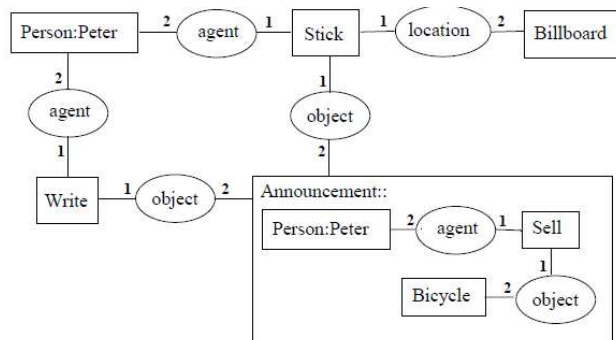 Person:Peter 2 agent 1 Stick 1 location 2 Billboard
2 1
agent object
1 2
Write 1 object 2 Announcement::
Person:Peter 2 agent 1 Sell
1
Bicycle 2 object